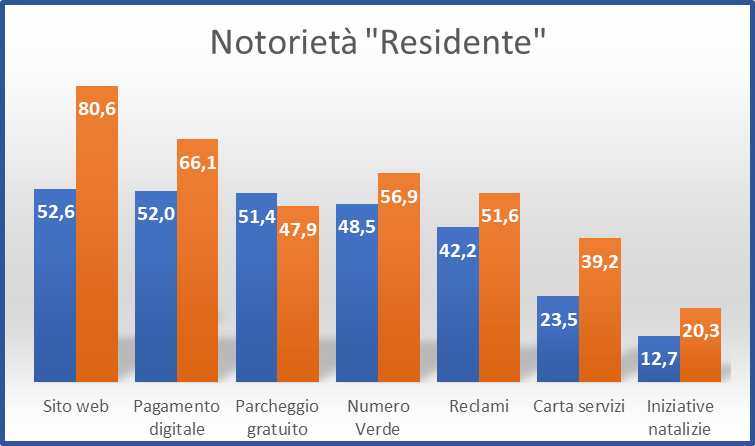 Notorietà "Residente"
80,6
66,1
52,6
52,0
51,4
47,9
48,5
56,9
42,2
51,6
23,5
39,2
12,7
20,3
Sito web
Pagamento
digitale
Parcheggio
gratuito
Numero
Verde
Reclami
Carta servizi
Iniziative
natalizie